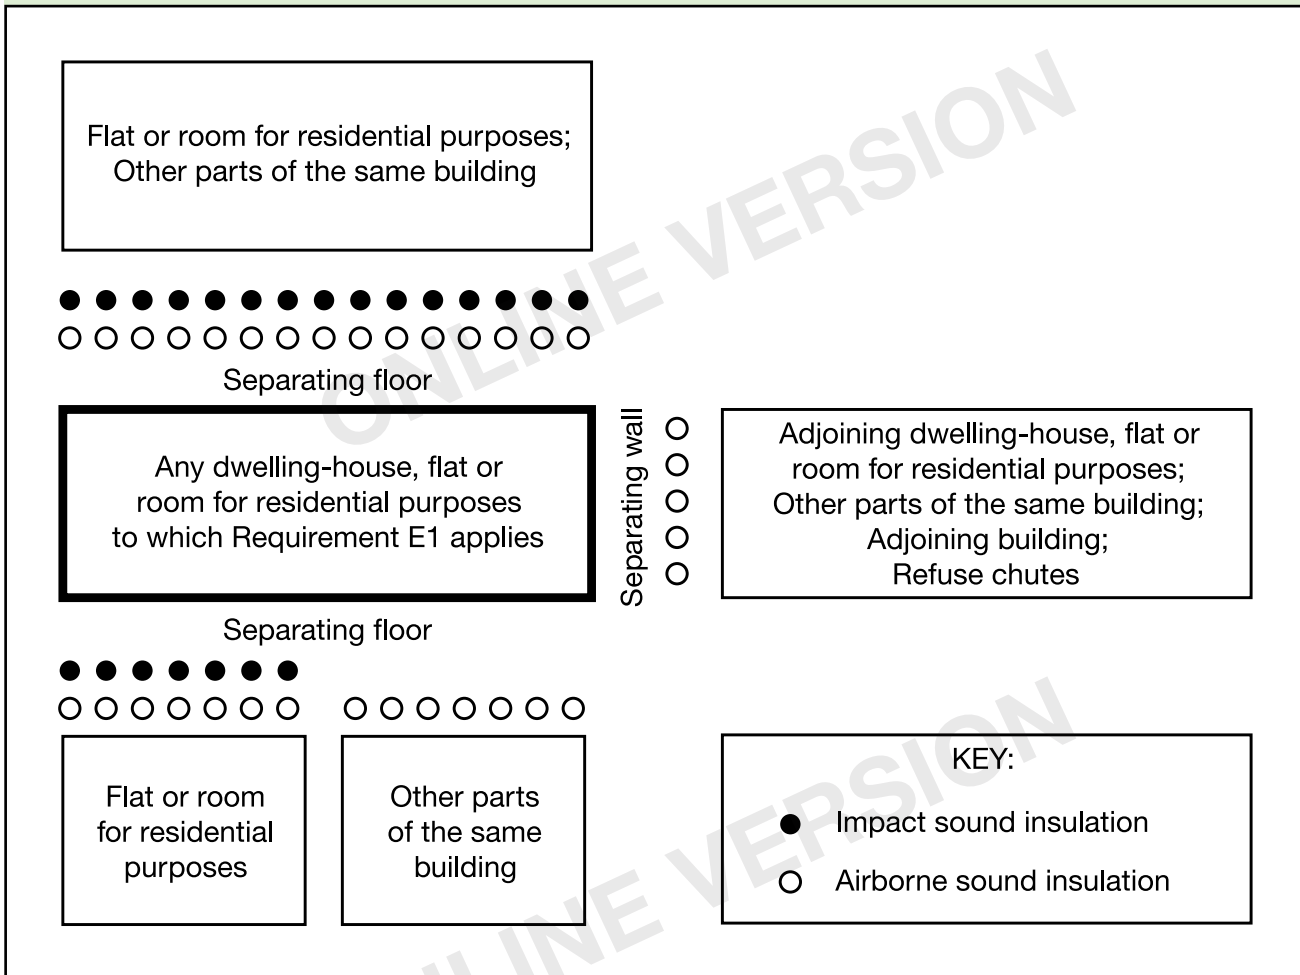 Flat or room for residential purposes;
Other parts of the same building
Separating floor
Any dwelling-house, flat or
room for residential purposes
to which Requirement E1 applies
Separating wall
Adjoining dwelling-house, flat or
room for residential purposes;
Other parts of the same building;
Adjoining building;
Refuse chutes
Separating floor
Flat or room
for residential
purposes
Other parts
of the same
building
KEY:
Impact sound insulation
Airborne sound insulation
ONLINE VERSION
ONLINE VERSION